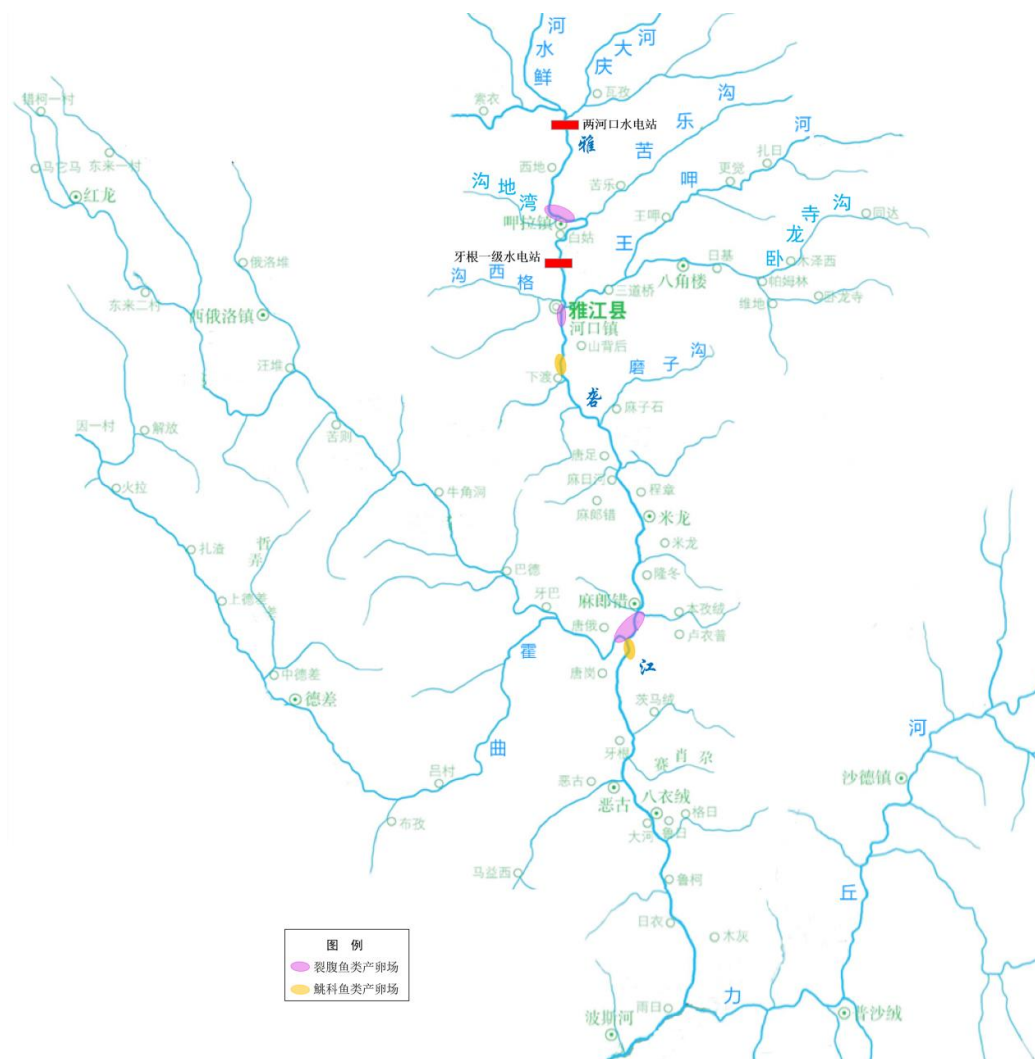 鲜水河
庆大河
瓦孜
索衣
两河口水电站
雅
苦乐沟
西地
苦乐
湾地沟
呷拉镇
白姑
王呷河
扎日
更觉
王呷
卧龙寺沟
同达
木泽西
日基
八角楼
帕姆林
卧龙寺
维地
三道桥
牙根一级水电站
格西沟
雅江县
河口镇
山背后
下渡
磨子沟
砻
麻子石
错柯一村
东来一村
马它马
红龙
俄洛堆
东来二村
西俄洛镇
汪堆
苦则
因一村
解放
火拉
牛角洞
扎渣
哲弄
上德差
中德差
德差
巴德
牙巴
唐足
麻日河
程章
麻郎错
米龙
米龙
隆冬
麻郎错
本孜绒
唐俄
卢衣普
唐岗
江
霍曲
吕村
布孜
茨马绒
牙根
赛肖尕
恶古
恶古
八衣绒
格日
鲁日
大河
马益西
鲁柯
日衣
木灰
雨日
波斯河
力丘河
沙德镇
普沙绒
图 例
裂腹鱼类产卵场
鮡科鱼类产卵场